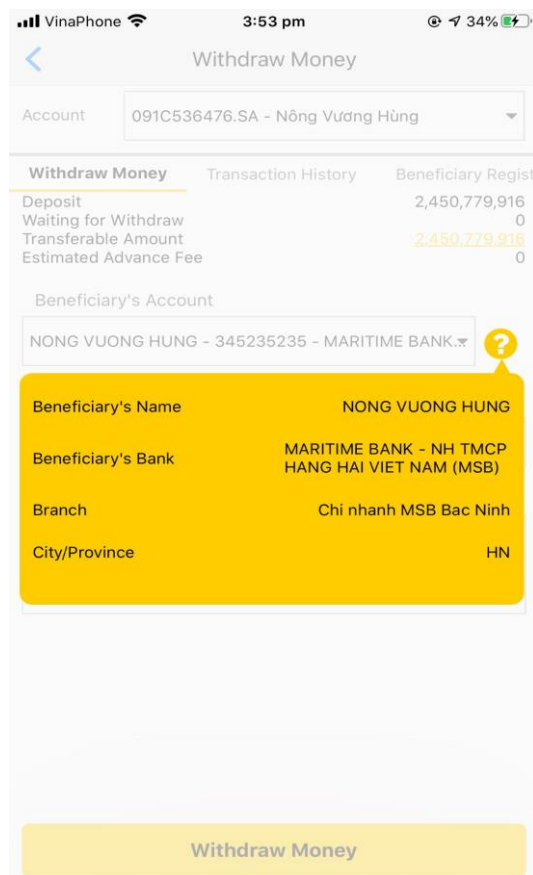 VinaPhone 3:53 pm 34%
Withdraw Money
Account 091C536476.SA - Nông Vương Hùng
Withdraw Money Transaction History Beneficiary Regist
Deposit 2,450,779,916
Waiting for Withdraw 0
Transferable Amount 2,450,779,916
Estimated Advance Fee 0
Beneficiary's Account
NONG VUONG HUNG - 345235235 - MARITIME BANK... ?
Beneficiary's Name NONG VUONG HUNG
Beneficiary's Bank MARITIME BANK - NH TMCP
HANG HAI VIET NAM (MSB)
Branch Chi nhanh MSB Bac Ninh
City/Province HN
Withdraw Money